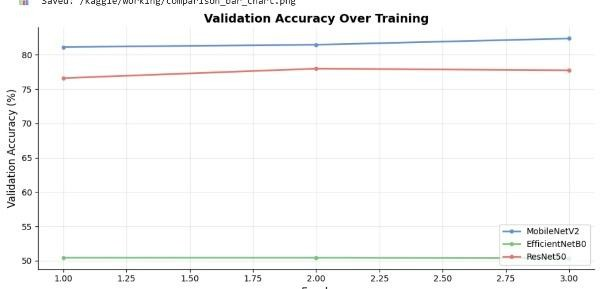 Saved: /kaggle/working/comparison_bar_chart.png
Validation Accuracy Over Training
Validation Accuracy (%)
80
75
70
65
60
55
50
MobileNetV2
EfficientNetB0
ResNet50
1.00 1.25 1.50 1.75 2.00 2.25 2.50 2.75 3.00